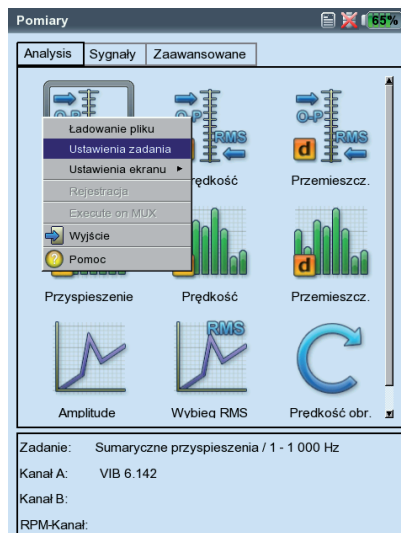 Pomiary 65%
Analysis Sygnały Zaawansowane
O-P
RMS
O-P
RMS
d
Prędkość Przemieszcz.
Ładowanie pliku
Ustawienia zadania
Ustawienia ekranu
Rejestracja
Execute on MUX
Wyjście
? Pomoc
d
Przyspieszenie Prędkość Przemieszcz.
RMS
Amplitude Wybieg RMS Prędkość obr.
Zadanie: Sumaryczne przyspieszenia / 1 - 1 000 Hz
Kanał A: VIB 6.142
Kanał B:
RPM-Kanał: